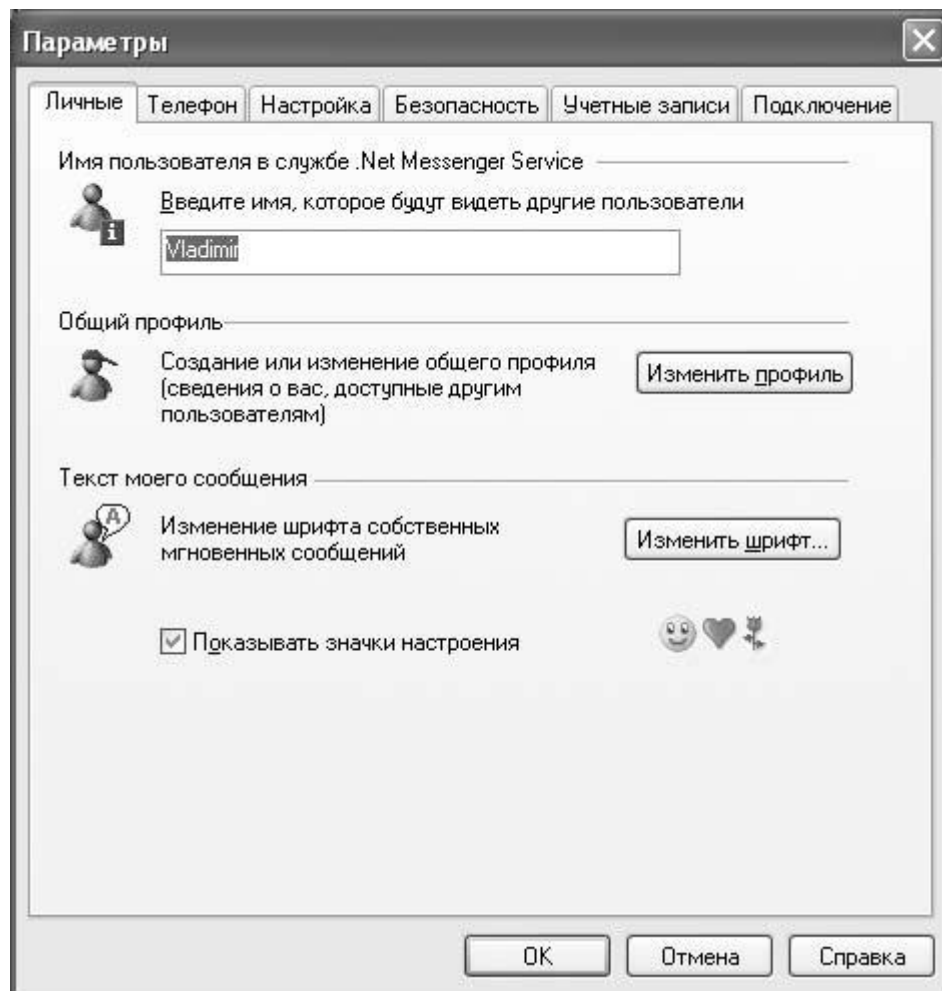 Параметры
Личные Телефон Настройка Безопасность Учетные записи Подключение
Имя пользователя в службе .Net Messenger Service
Введите имя, которое будут видеть другие пользователи
Vladimir
Общий профиль
Создание или изменение общего профиля
(сведения о вас, доступные другим
пользователям)
Изменить профиль
Текст моего сообщения
A
Изменение шрифта собственных
мгновенных сообщений
Изменить шрифт...
Показывать значки настроения
OK Отмена Справка